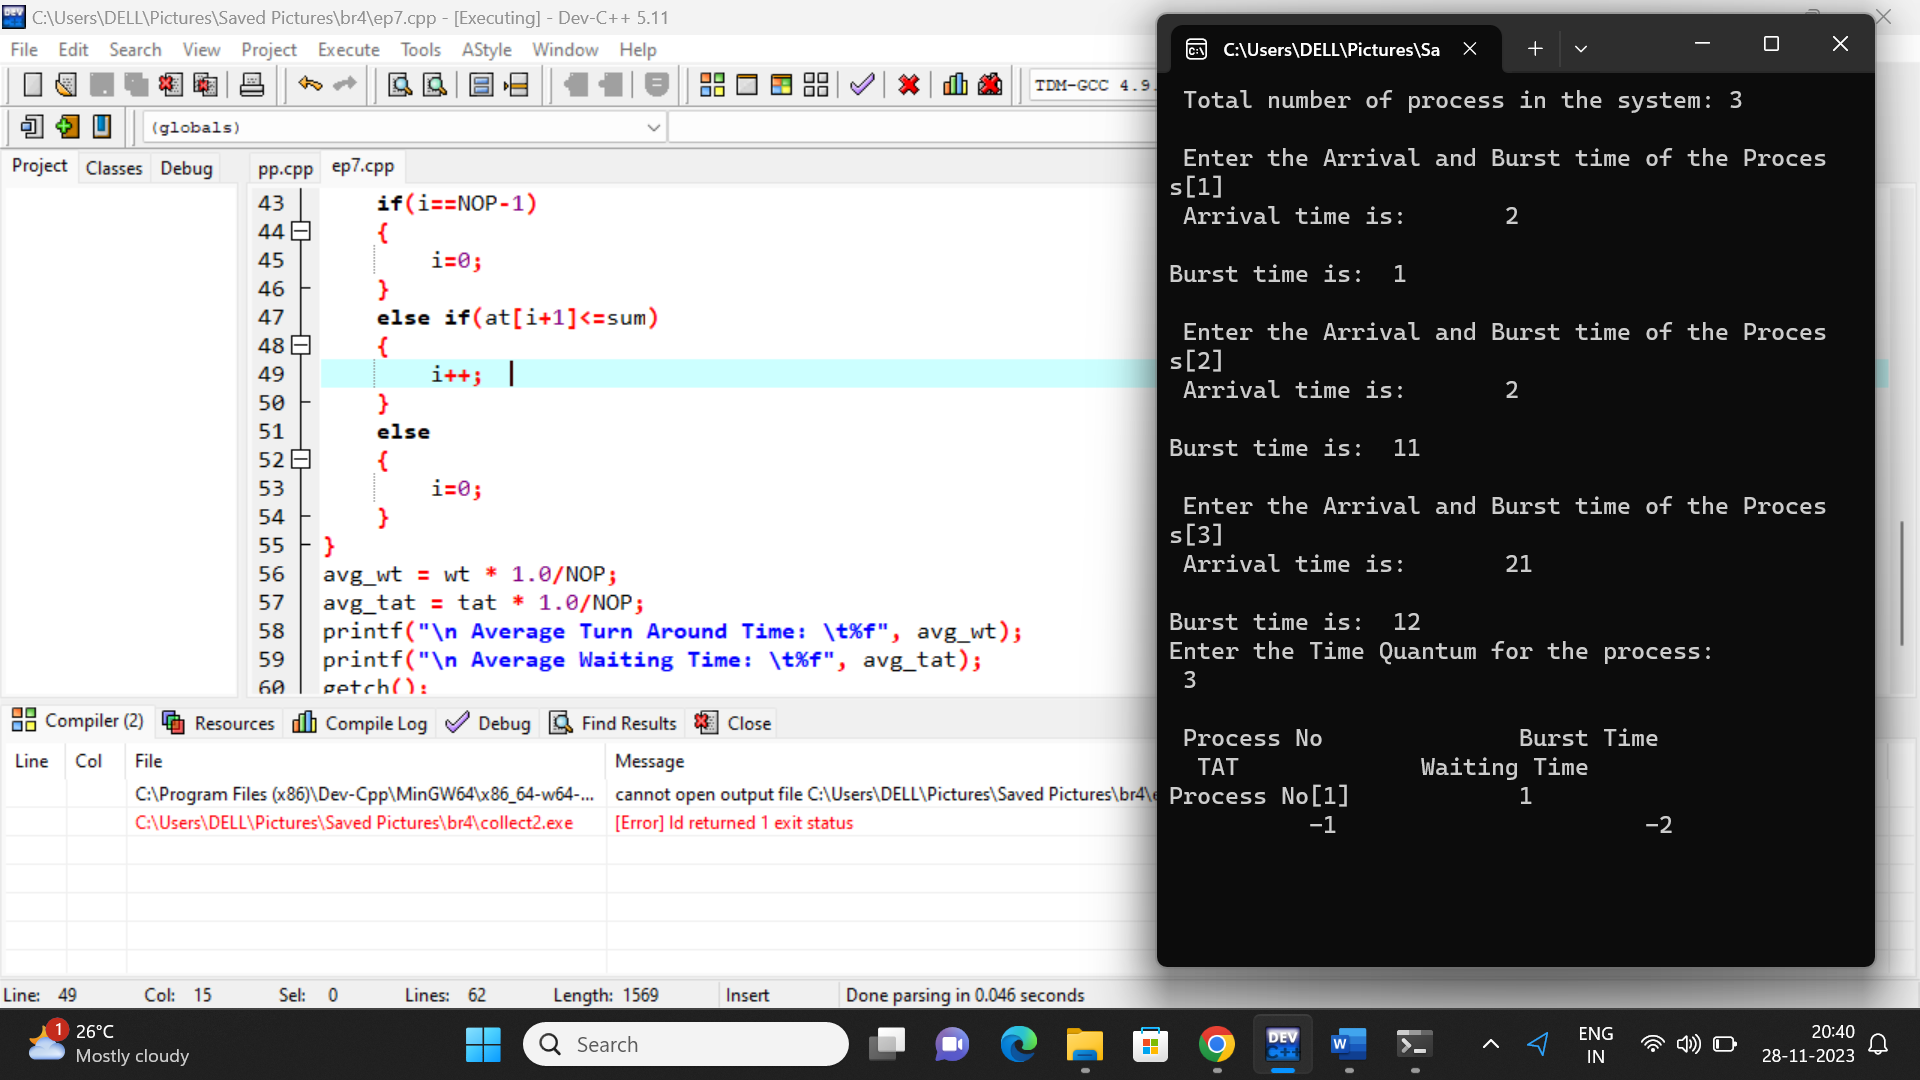 C:\Users\DELL\Pictures\Saved Pictures\br4\ep7.cpp - [Executing] - Dev-C++ 5.11
File Edit Search View Project Execute Tools AStyle Window Help
TDM-GCC 4.9.
(globals)
Project Classes Debug
pp.cpp ep7.cpp
43 if(i==NOP-1)
44 {
45 i=0;
46 }
47 else if(at[i+1]<=sum)
48 {
49 i++;
50 }
51 else
52 {
53 i=0;
54 }
55 }
56 avg_wt = wt * 1.0/NOP;
57 avg_tat = tat * 1.0/NOP;
58 printf("\n Average Turn Around Time: \t%f", avg_wt);
59 printf("\n Average Waiting Time: \t%f", avg_tat);
60 getch();
Compiler (2) Resources Compile Log Debug Find Results Close
Line Col File Message
C:\Program Files (x86)\Dev-Cpp\MinGW64\x86_64-w64-... cannot open output file C:\Users\DELL\Pictures\Saved Pictures\br4\
C:\Users\DELL\Pictures\Saved Pictures\br4\collect2.exe [Error] ld returned 1 exit status
Line: 49 Col: 15 Sel: 0 Lines: 62 Length: 1569 Insert Done parsing in 0.046 seconds
C:\Users\DELL\Pictures\Sa
Total number of process in the system: 3
Enter the Arrival and Burst time of the Proces
s[1]
Arrival time is: 2
Burst time is: 1
Enter the Arrival and Burst time of the Proces
s[2]
Arrival time is: 2
Burst time is: 11
Enter the Arrival and Burst time of the Proces
s[3]
Arrival time is: 21
Burst time is: 12
Enter the Time Quantum for the process:
3
Process No Burst Time
TAT Waiting Time
Process No[1] 1
-1 -2
1
26°C
Mostly cloudy
Search
DEV C++
W
ENG
IN
20:40
28-11-2023